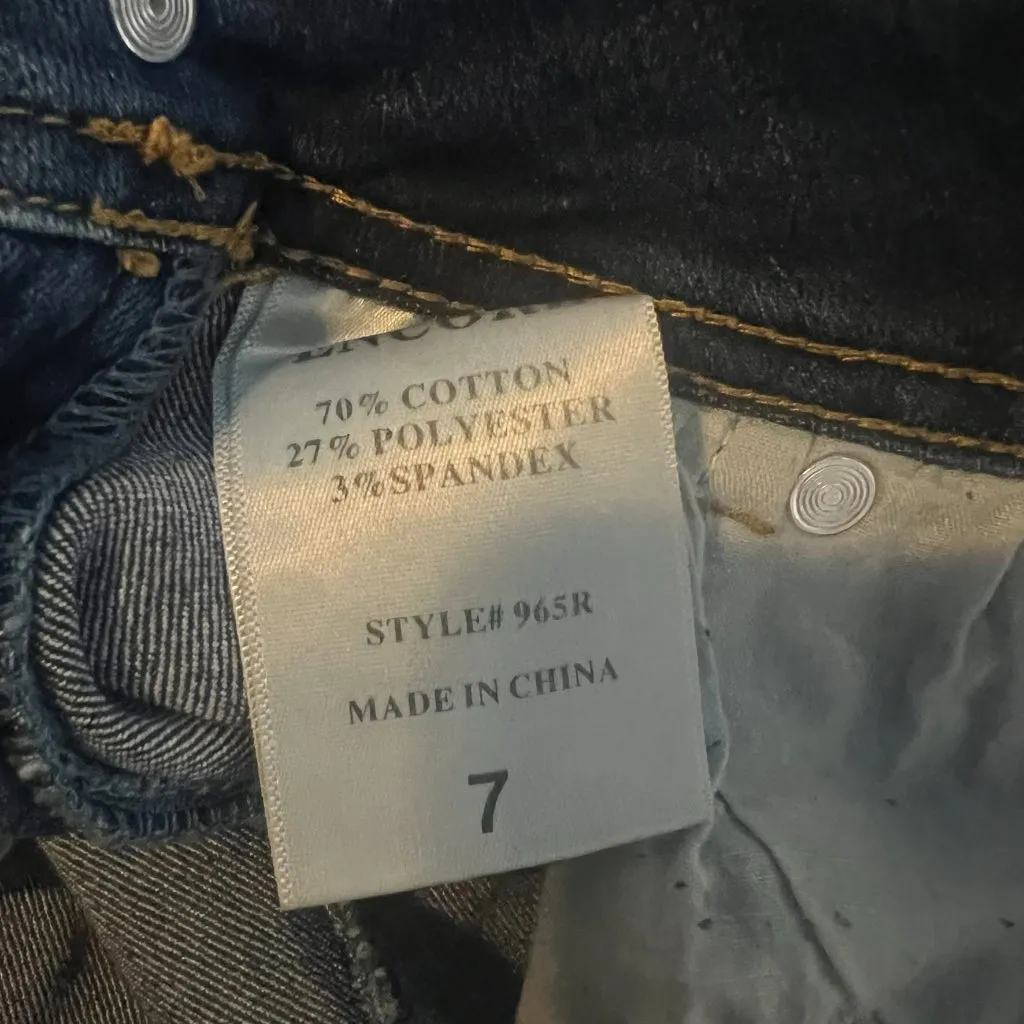 70% COTTON
27% POLYESTER
3%SPANDEX
STYLE# 965R
MADE IN CHINA
7